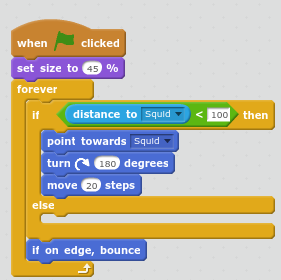 when clicked
set size to 45 %
forever
if distance to Squid < 100 then
point towards Squid
turn 180 degrees
move 20 steps
else
if on edge, bounce